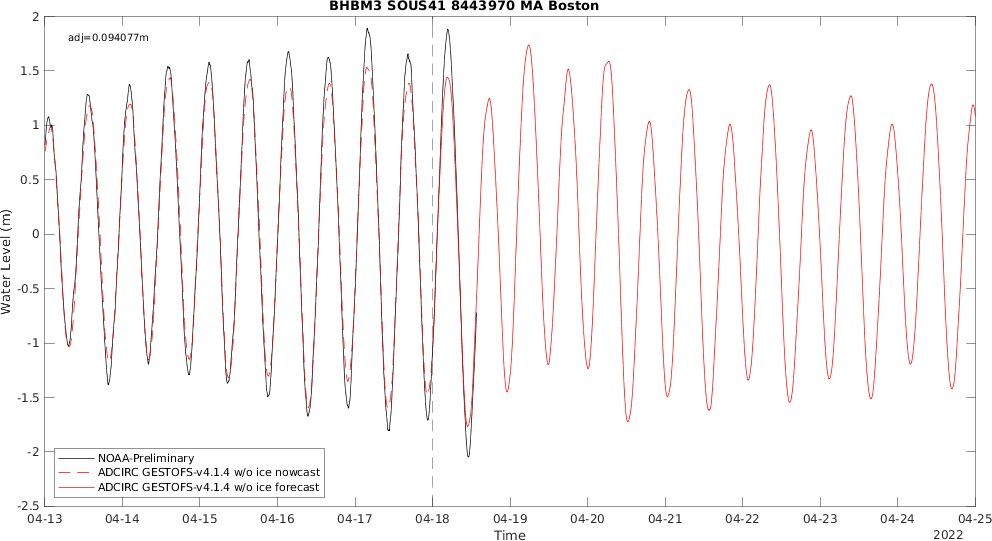 BHBM3 SOUS41 8443970 MA Boston
adj=0.094077m
2
1.5
1
0.5
0
-0.5
-1
-1.5
-2
-2.5
Water Level (m)
NOAA-Preliminary
ADCIRC GESTOFS-v4.1.4 w/o ice nowcast
ADCIRC GESTOFS-v4.1.4 w/o ice forecast
04-13 04-14 04-15 04-16 04-17 04-18 04-19 04-20 04-21 04-22 04-23 04-24 04-25
Time
2022